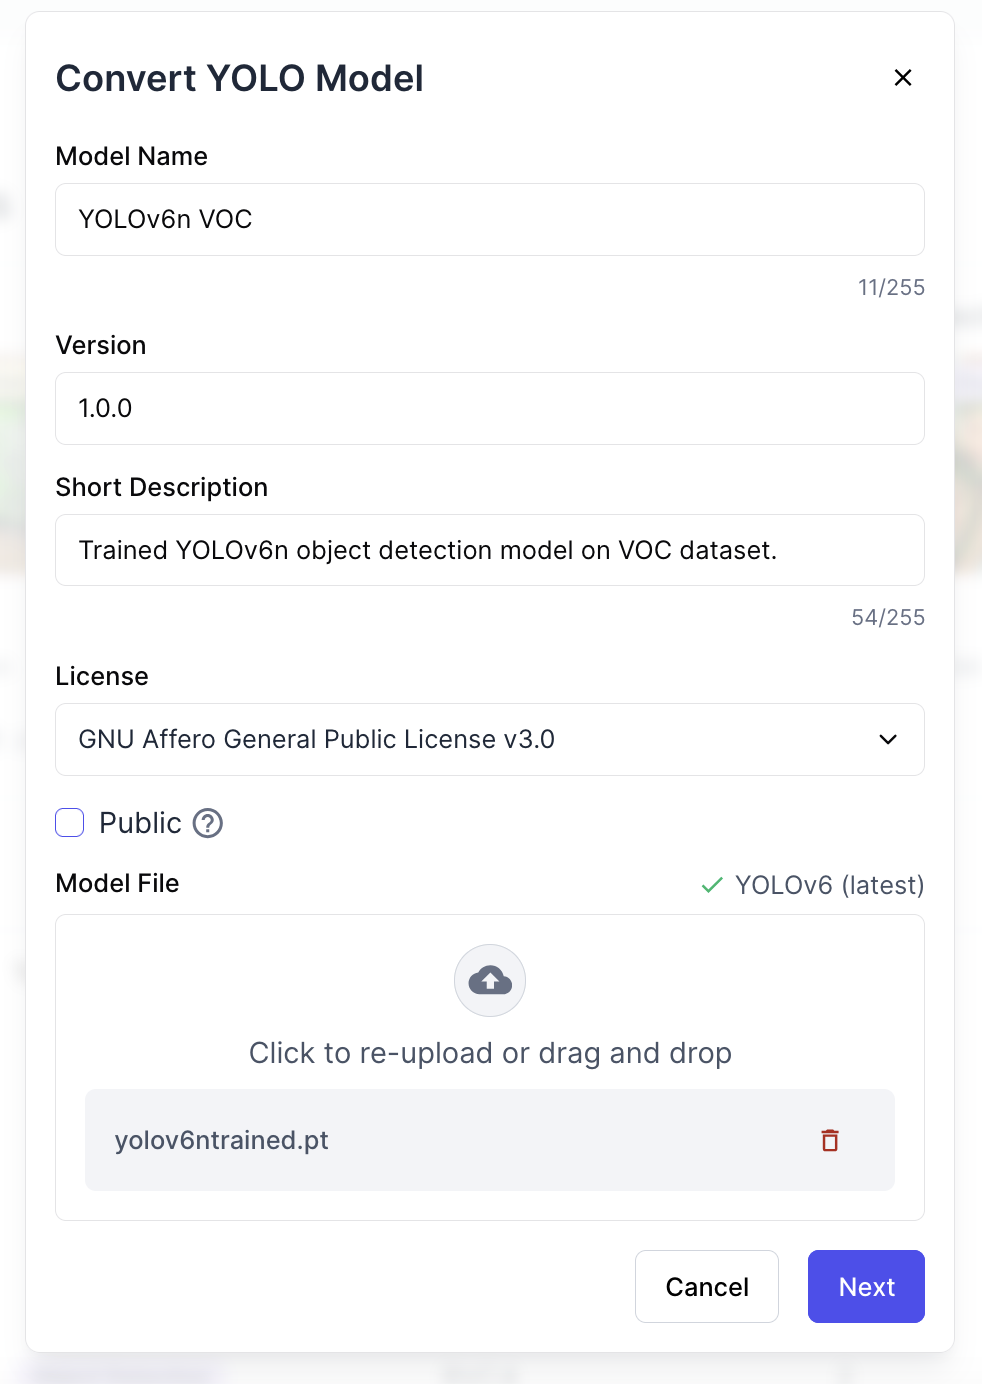 Convert YOLO Model
Model Name
YOLOv6n VOC
11/255
Version
1.0.0
Short Description
Trained YOLOv6n object detection model on VOC dataset.
54/255
License
GNU Affero General Public License v3.0
Public ?
Model File
YOLOv6 (latest)
Click to re-upload or drag and drop
yolov6ntrained.pt
Cancel Next